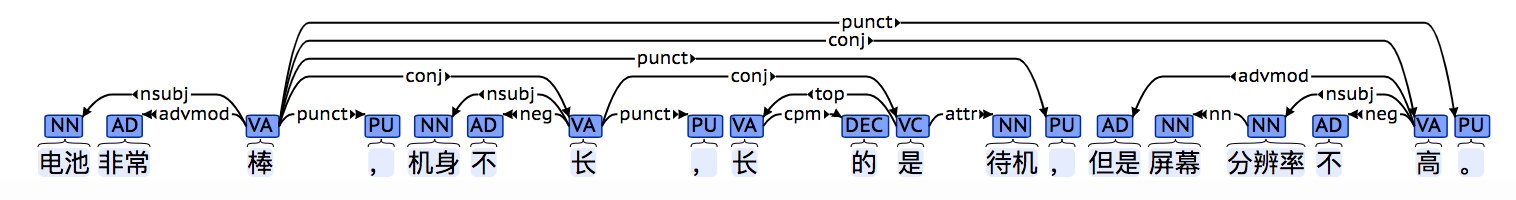 punct
conj
punct
conj conj
nsubj nsubj top advmod nsubj
advmod punct neg punct cpm attr nn neg
NN AD VA PU NN AD VA PU VA DEC VC NN PU AD NN NN AD VA PU
电池 非常 棒 , 机身 不 长 , 长 的 是 待机 , 但是 屏幕 分辨率 不 高 。